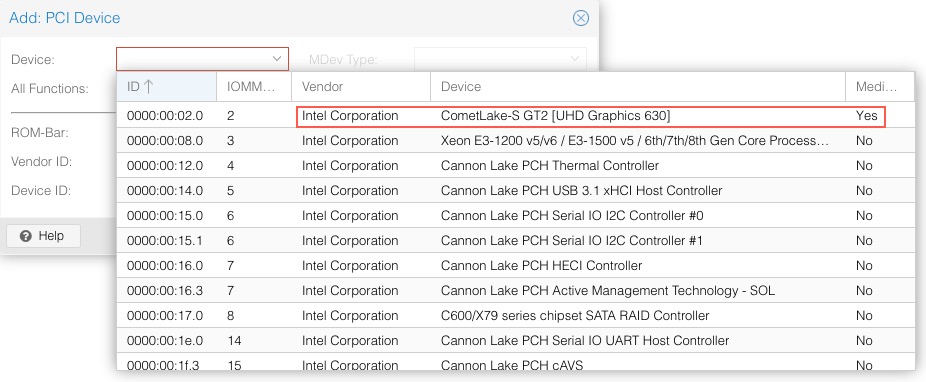 Add: PCI Device
Device:
MDev Type:
All Functions:
ROM-Bar:
Vendor ID:
Device ID:
Help
ID IOMM... Vendor Device Medi...
0000:00:02.0 2 Intel Corporation CometLake-S GT2 [UHD Graphics 630] Yes
0000:00:08.0 3 Intel Corporation Xeon E3-1200 v5/v6 / E3-1500 v5 / 6th/7th/8th Gen Core Process... No
0000:00:12.0 4 Intel Corporation Cannon Lake PCH Thermal Controller No
0000:00:14.0 5 Intel Corporation Cannon Lake PCH USB 3.1 xHCI Host Controller No
0000:00:15.0 6 Intel Corporation Cannon Lake PCH Serial IO I2C Controller #0 No
0000:00:15.1 6 Intel Corporation Cannon Lake PCH Serial IO I2C Controller #1 No
0000:00:16.0 7 Intel Corporation Cannon Lake PCH HECI Controller No
0000:00:16.3 7 Intel Corporation Cannon Lake PCH Active Management Technology - SOL No
0000:00:17.0 8 Intel Corporation C600/X79 series chipset SATA RAID Controller No
0000:00:1e.0 14 Intel Corporation Cannon Lake PCH Serial IO UART Host Controller No
0000:00:1f.3 15 Intel Corporation Cannon Lake PCH cAVS No